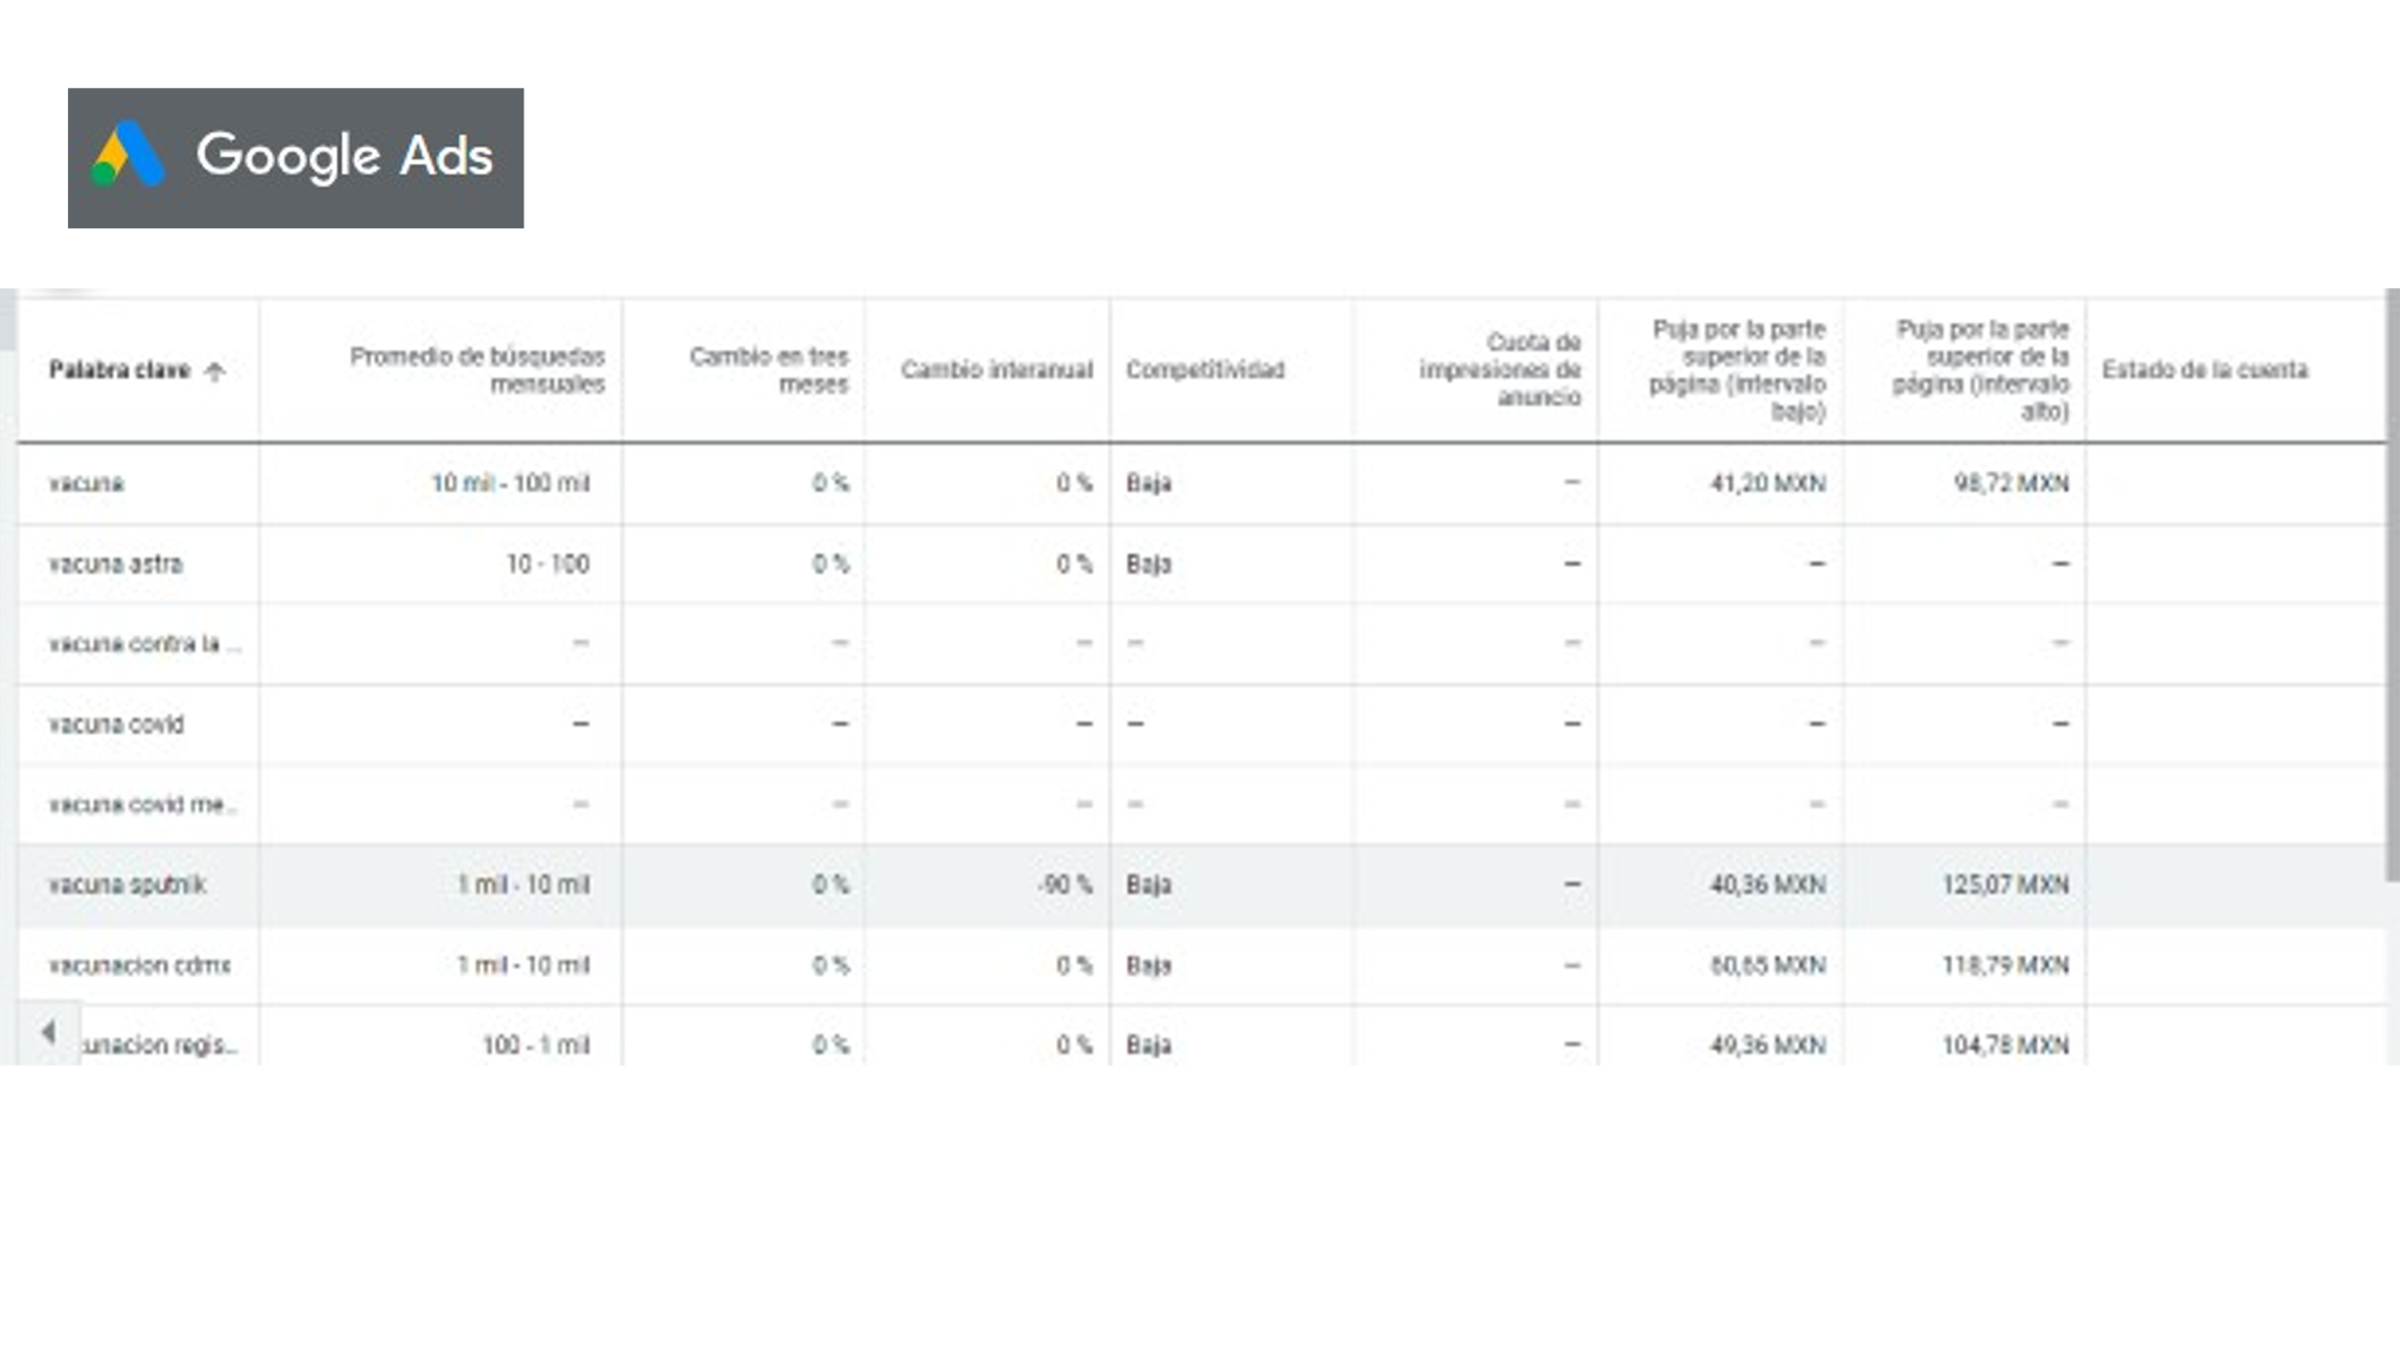 Google Ads
Palabra clave ↑ Promedio de búsquedas mensuales Cambio en tres meses Cambio interanual Competitividad Cuota de impresiones de anuncio Puja por la parte superior de la página (intervalo bajo) Puja por la parte superior de la página (intervalo alto) Estado de la cuenta
vacuna 10 mil - 100 mil 0 % 0 % Baja – 41,20 MXN 98,72 MXN
vacuna astra 10 - 100 0 % 0 % Baja – – –
vacuna contra la ... – – – – – – –
vacuna covid – – – – – – –
vacuna covid me... – – – – – – –
vacuna sputnik 1 mil - 10 mil 0 % -90 % Baja – 40,36 MXN 125,07 MXN
vacunacion cdmx 1 mil - 10 mil 0 % 0 % Baja – 60,65 MXN 118,79 MXN
unacion regis... 100 - 1 mil 0 % 0 % Baja – 49,36 MXN 104,78 MXN